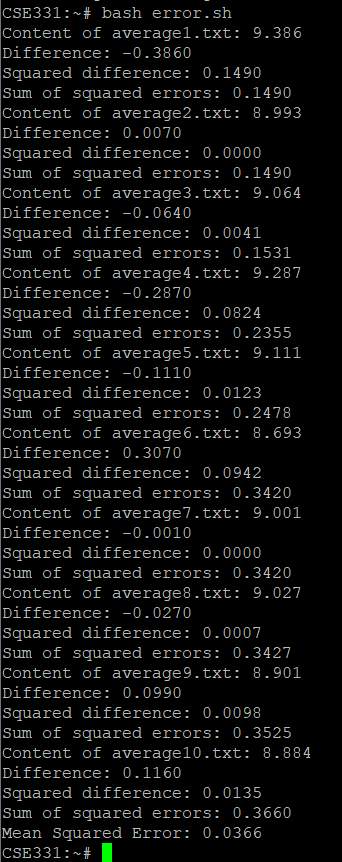 CSE331:~# bash error.sh
Content of average1.txt: 9.386
Difference: -0.3860
Squared difference: 0.1490
Sum of squared errors: 0.1490
Content of average2.txt: 8.993
Difference: 0.0070
Squared difference: 0.0000
Sum of squared errors: 0.1490
Content of average3.txt: 9.064
Difference: -0.0640
Squared difference: 0.0041
Sum of squared errors: 0.1531
Content of average4.txt: 9.287
Difference: -0.2870
Squared difference: 0.0824
Sum of squared errors: 0.2355
Content of average5.txt: 9.111
Difference: -0.1110
Squared difference: 0.0123
Sum of squared errors: 0.2478
Content of average6.txt: 8.693
Difference: 0.3070
Squared difference: 0.0942
Sum of squared errors: 0.3420
Content of average7.txt: 9.001
Difference: -0.0010
Squared difference: 0.0000
Sum of squared errors: 0.3420
Content of average8.txt: 9.027
Difference: -0.0270
Squared difference: 0.0007
Sum of squared errors: 0.3427
Content of average9.txt: 8.901
Difference: 0.0990
Squared difference: 0.0098
Sum of squared errors: 0.3525
Content of average10.txt: 8.884
Difference: 0.1160
Squared difference: 0.0135
Sum of squared errors: 0.3660
Mean Squared Error: 0.0366
CSE331:~#